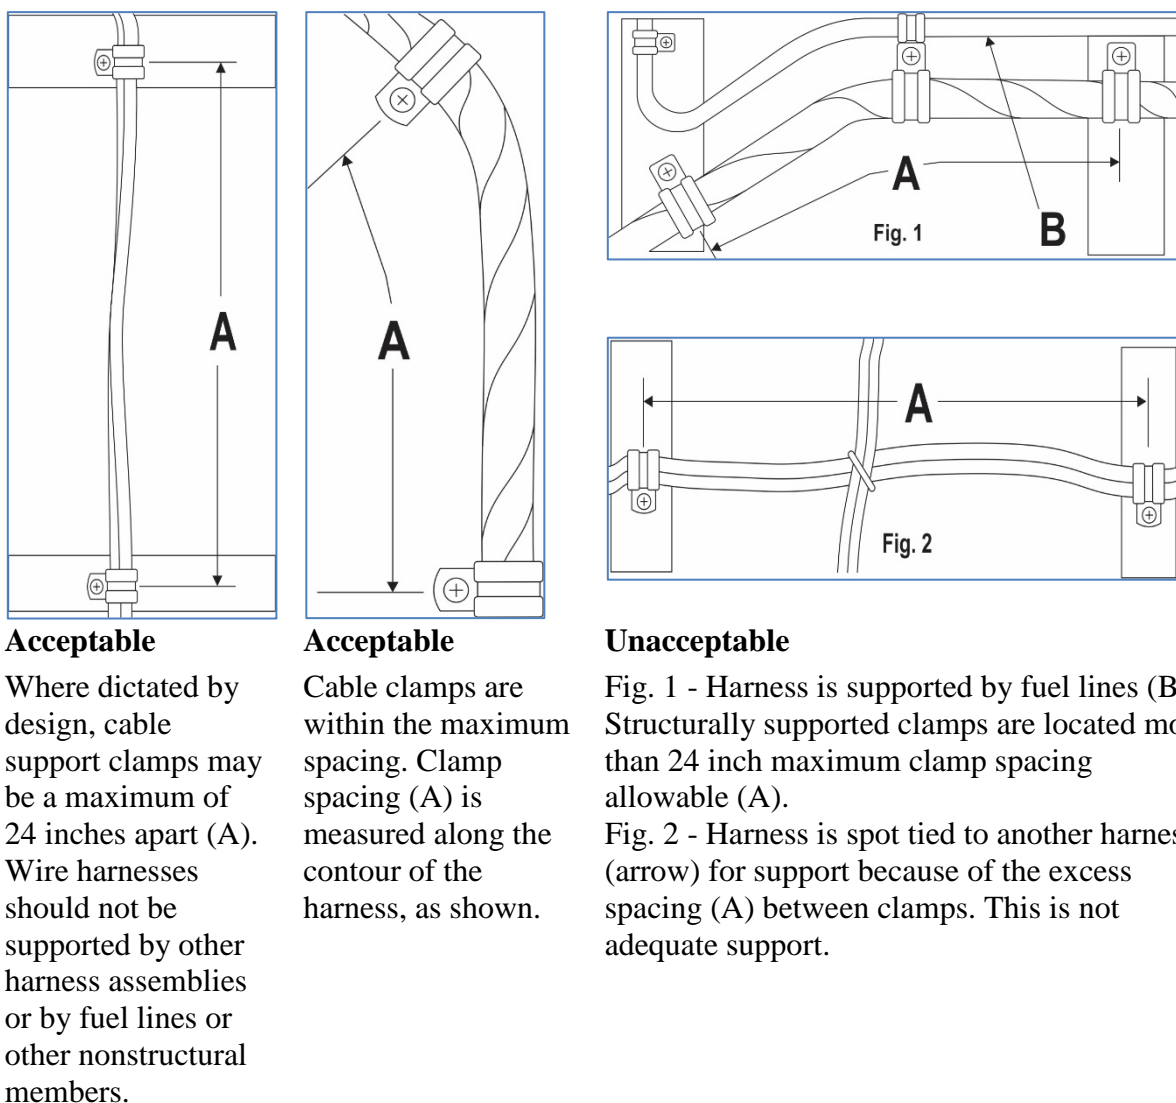 A
A
A
B
Fig. 1
A
Fig. 2
Acceptable
Where dictated by
design, cable
support clamps may
be a maximum of
24 inches apart (A).
Wire harnesses
should not be
supported by other
harness assemblies
or by fuel lines or
other nonstructural
members.
Acceptable
Cable clamps are
within the maximum
spacing. Clamp
spacing (A) is
measured along the
contour of the
harness, as shown.
Unacceptable
Fig. 1 - Harness is supported by fuel lines (B
Structurally supported clamps are located mo
than 24 inch maximum clamp spacing
allowable (A).
Fig. 2 - Harness is spot tied to another harnes
(arrow) for support because of the excess
spacing (A) between clamps. This is not
adequate support.